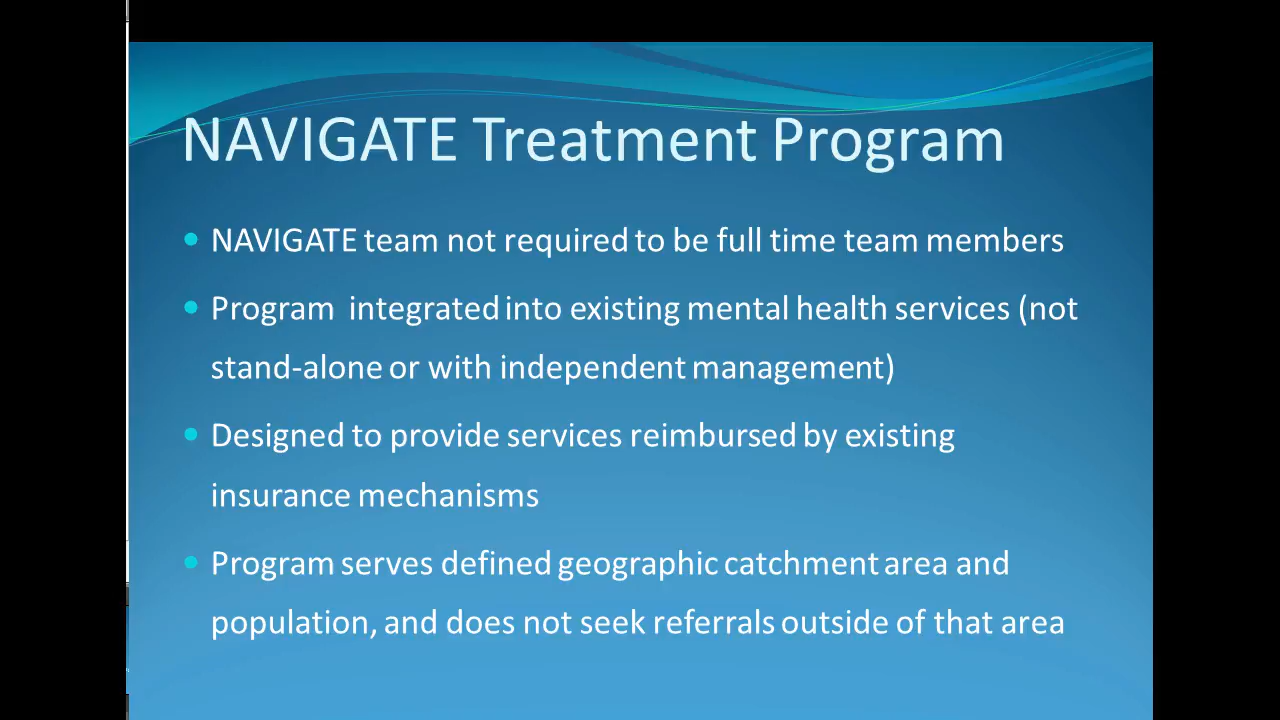 NAVIGATE Treatment Program
• NAVIGATE team not required to be full time team members
• Program integrated into existing mental health services (not
stand-alone or with independent management)
• Designed to provide services reimbursed by existing
insurance mechanisms
• Program serves defined geographic catchment area and
population, and does not seek referrals outside of that area